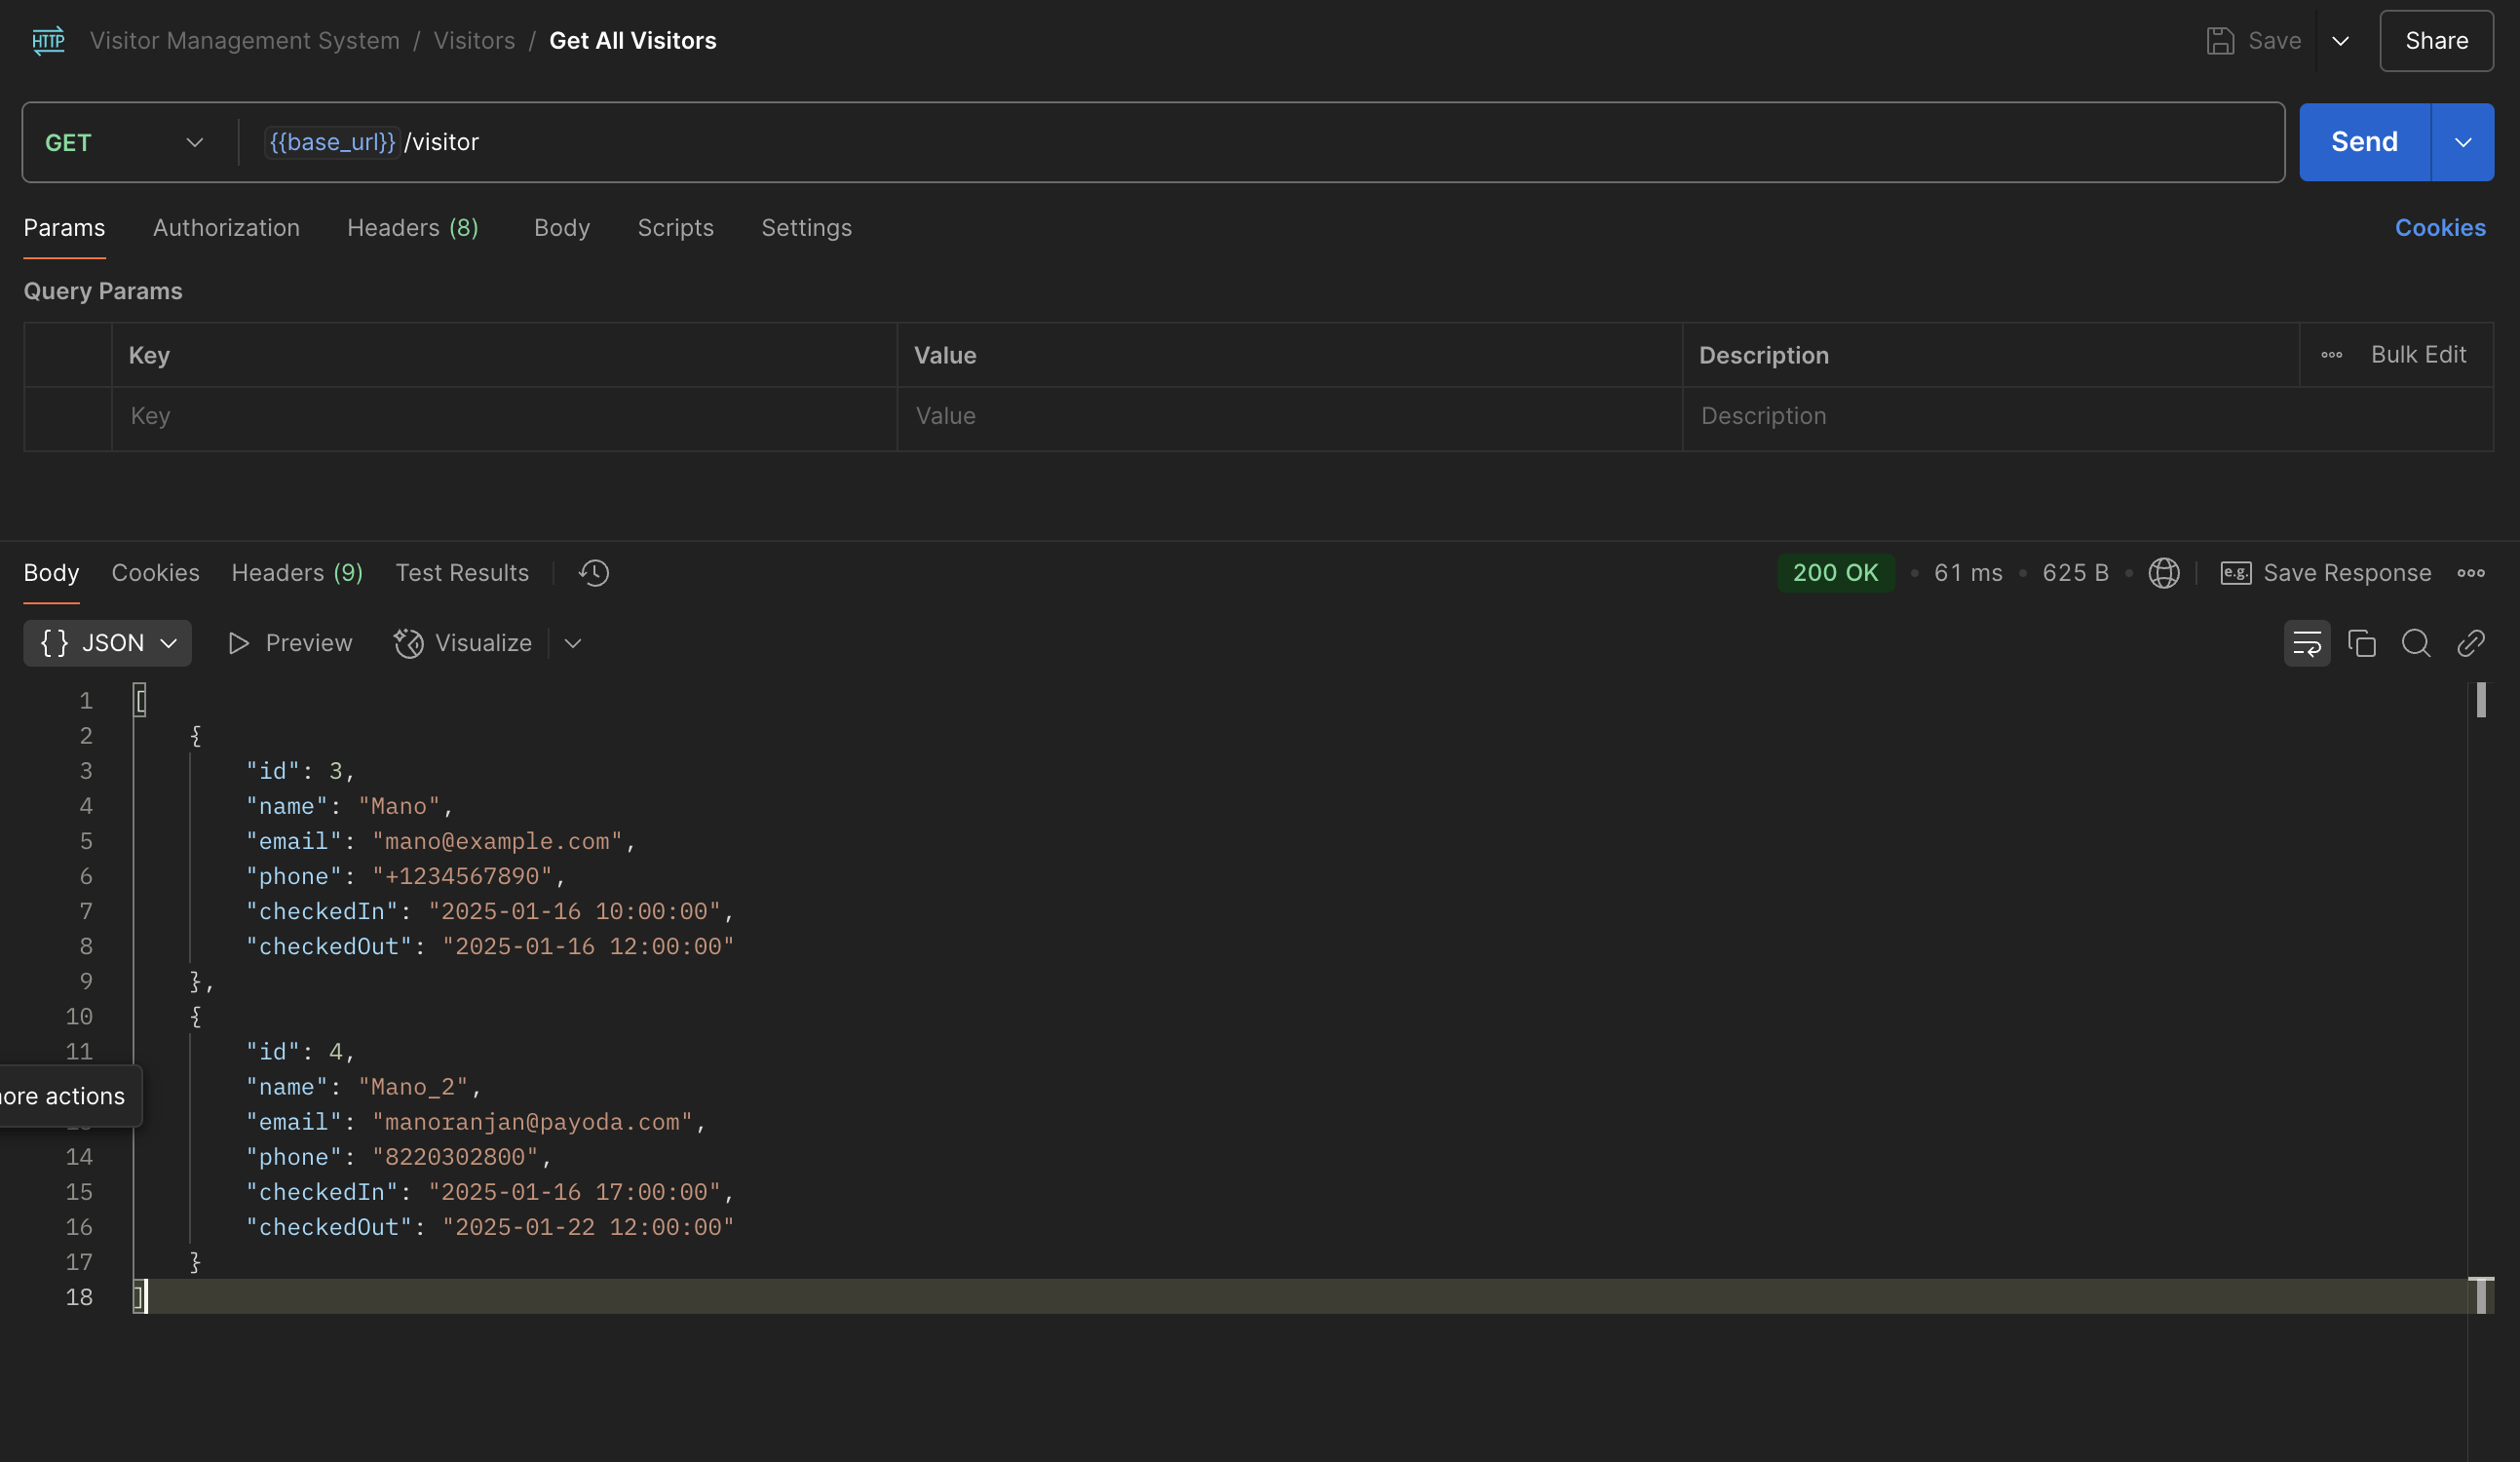 HTTP Visitor Management System / Visitors / Get All Visitors Save Share
GET {{base_url}}/visitor Send
Params Authorization Headers (8) Body Scripts Settings Cookies
Query Params
Key Value Description Bulk Edit
Key Value Description
Body Cookies Headers (9) Test Results 200 OK • 61 ms • 625 B • e.g. Save Response
{} JSON Preview Visualize
1 [
2 {
3 "id": 3,
4 "name": "Mano",
5 "email": "mano@example.com",
6 "phone": "+1234567890",
7 "checkedIn": "2025-01-16 10:00:00",
8 "checkedOut": "2025-01-16 12:00:00"
9 },
10 {
11 "id": 4,
"name": "Mano_2",
"email": "manoranjan@payoda.com",
14 "phone": "8220302800",
15 "checkedIn": "2025-01-16 17:00:00",
16 "checkedOut": "2025-01-22 12:00:00"
17 }
18 ]
actions